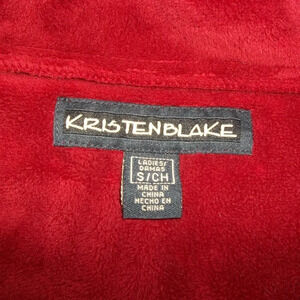 KRISTENBLAKE
LADIES/
DAMAS
S/CH
MADE IN
CHINA
HECHO EN
CHINA